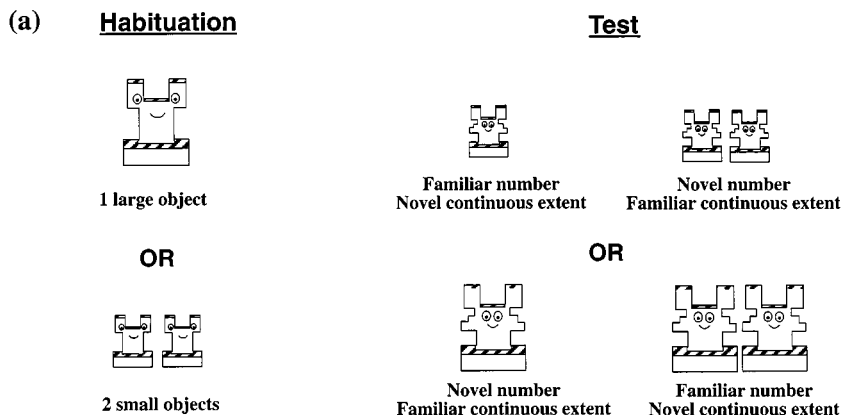 (a)
Habituation
Test
1 large object
Familiar number
Novel continuous extent
Novel number
Familiar continuous extent
OR
OR
2 small objects
Novel number
Familiar continuous extent
Familiar number
Novel continuous extent